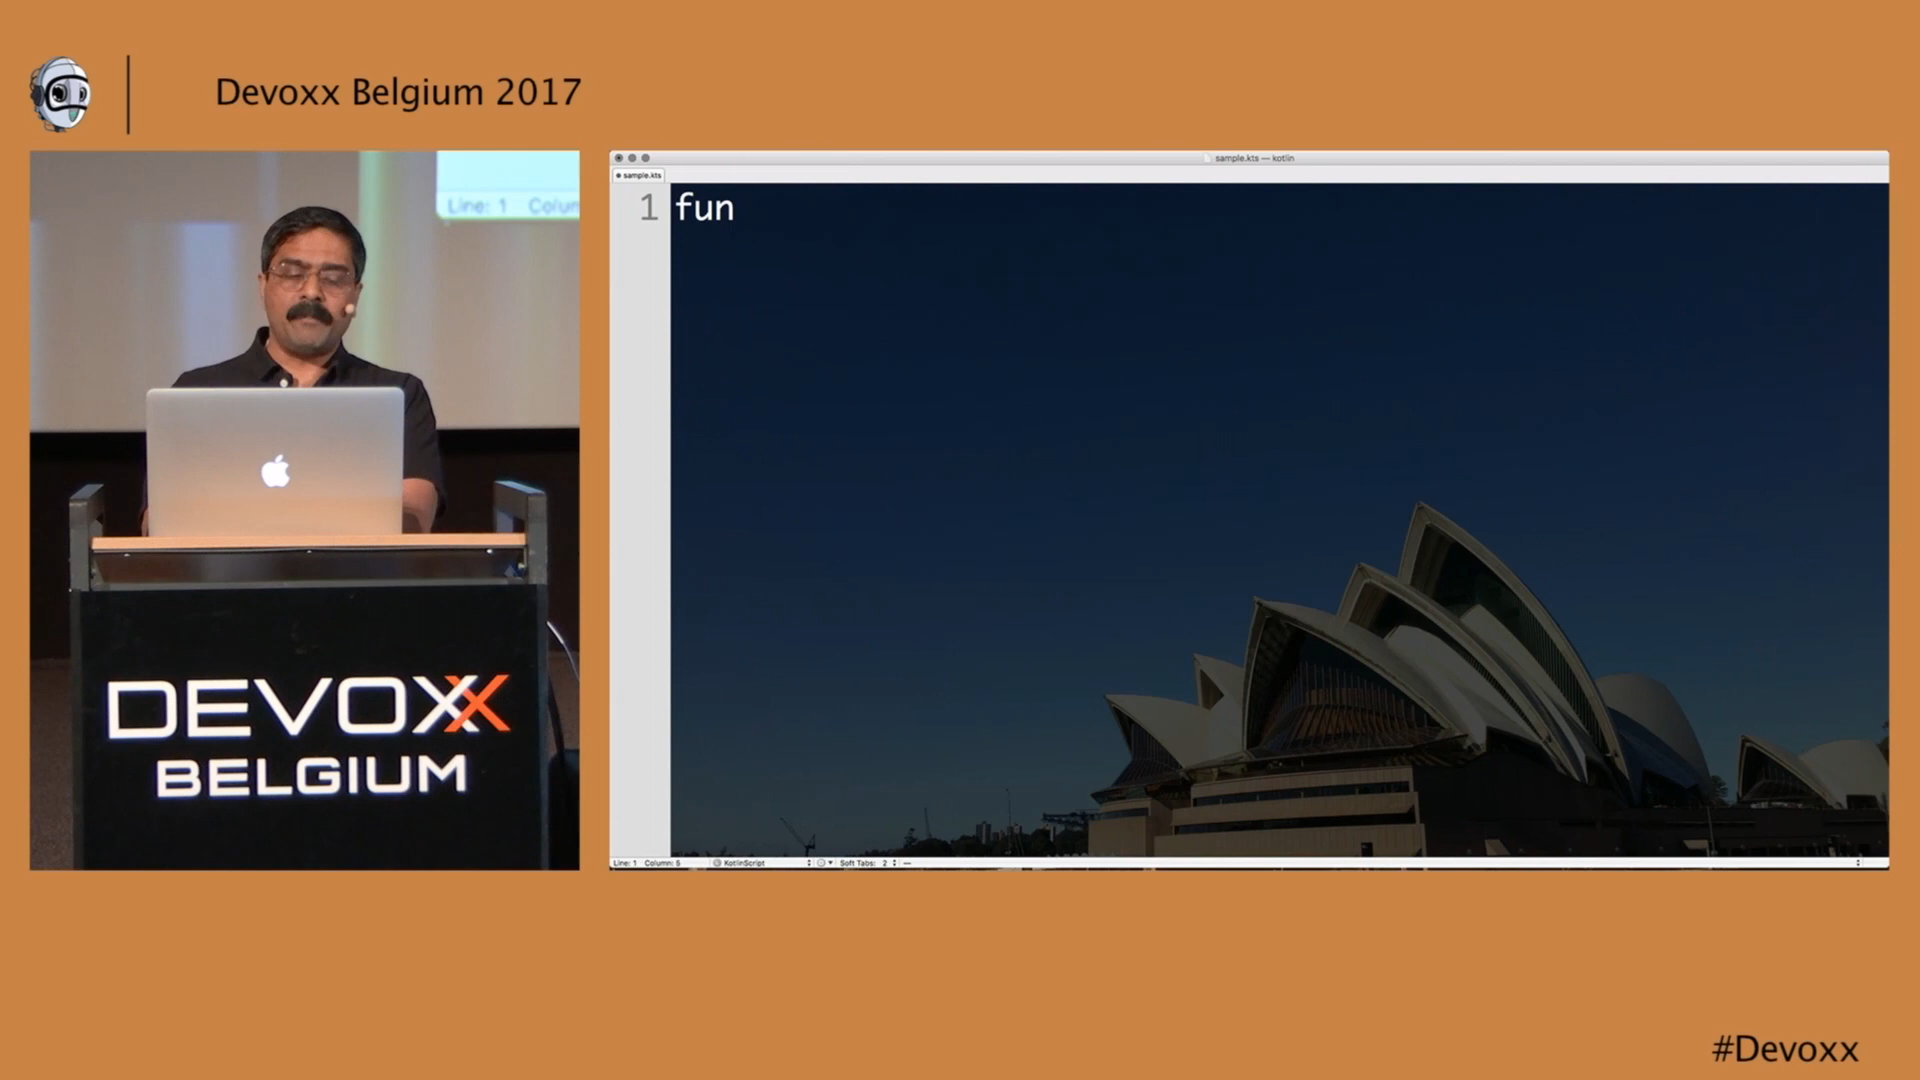 Devoxx Belgium 2017
Line: 1 Colum
DEVOXX
BELGIUM
sample.kts — kotlin
sample.kts
1 fun
Line: 1 Column: 5 KotlinScript Soft Tabs: 2
#Devoxx